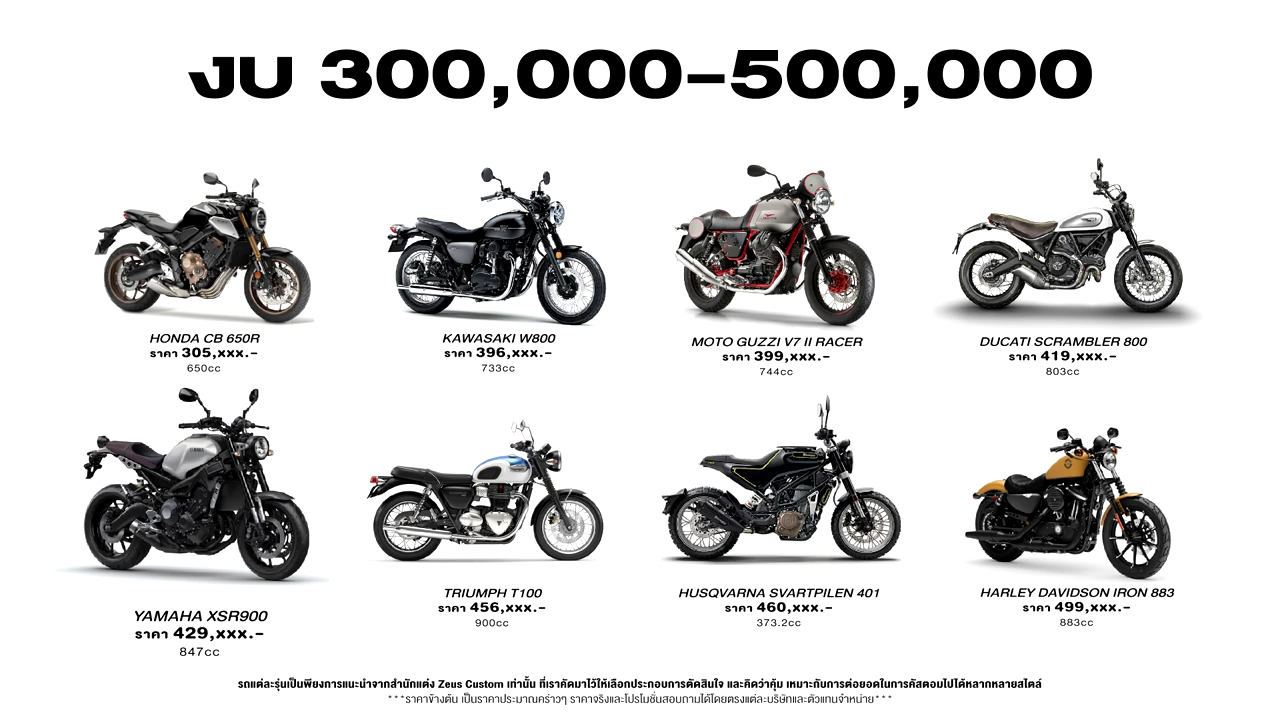 งบ 300,000–500,000
HONDA CB 650R
ราคา 305,xxx.-
650cc
KAWASAKI W800
ราคา 396,xxx.-
733cc
MOTO GUZZI V7 II RACER
ราคา 399,xxx.-
744cc
DUCATI SCRAMBLER 800
ราคา 419,xxx.-
803cc
YAMAHA XSR900
ราคา 429,xxx.-
847cc
TRIUMPH T100
ราคา 456,xxx.-
900cc
HUSQVARNA SVARTPILEN 401
ราคา 460,xxx.-
373.2cc
HARLEY DAVIDSON IRON 883
ราคา 499,xxx.-
883cc
รถแต่ละรุ่นเป็นเพียงการแนะนำจากสำนักแต่ง Zeus Custom เท่านั้น ที่เราคัดมาไว้ให้เลือกประกอบการตัดสินใจ และคิดว่าคุ้ม เหมาะกับการต่อยอดในการคัสตอมไปได้หลากหลายสไตล์
***ราคาข้างต้น เป็นราคาประมาณคร่าวๆ ราคาจริงและโปรโมชั่นสอบถามได้โดยตรงแต่ละบริษัทและตัวแทนจำหน่าย***